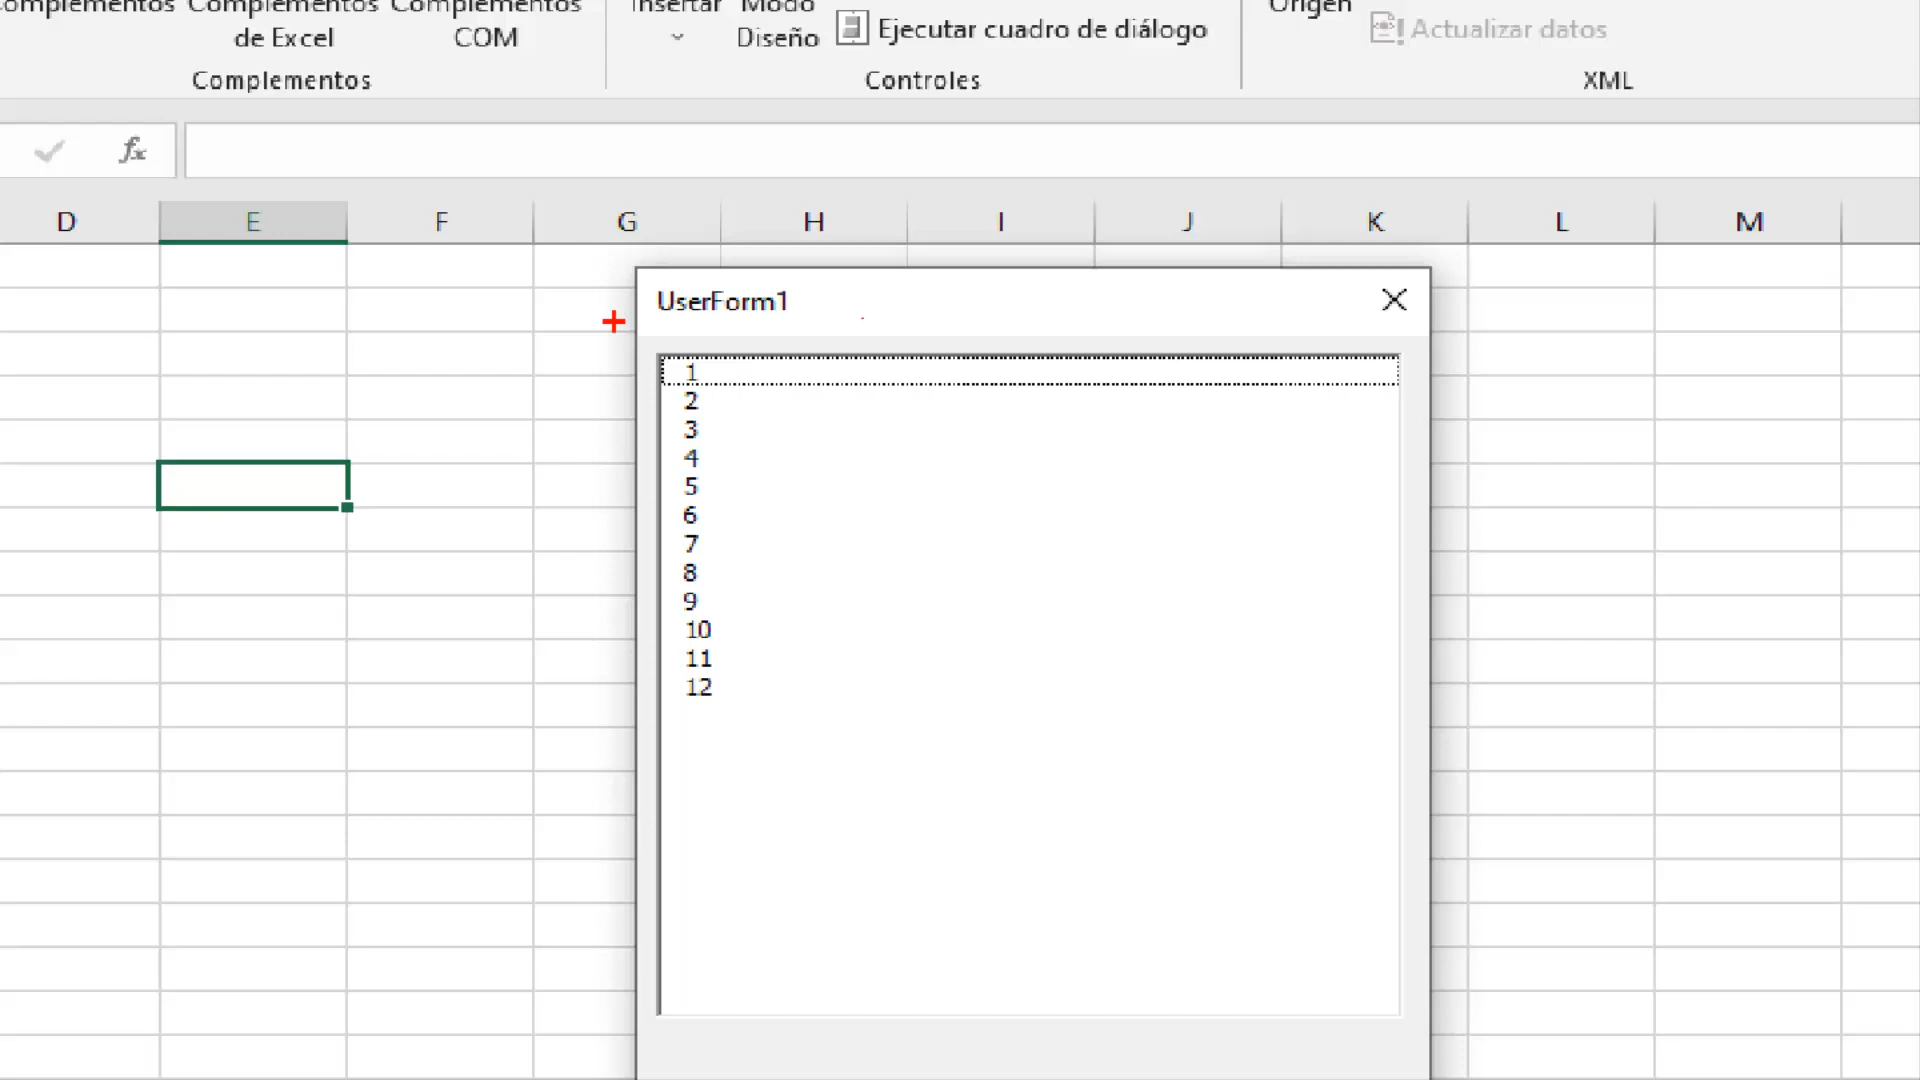 Complementos Complementos Complementos Insertar Modo Origen
de Excel COM Diseño Ejecutar cuadro de diálogo Actualizar datos
Complementos Controles XML
fx
D E F G H I J K L M
UserForm1
1
2
3
4
5
6
7
8
9
10
11
12